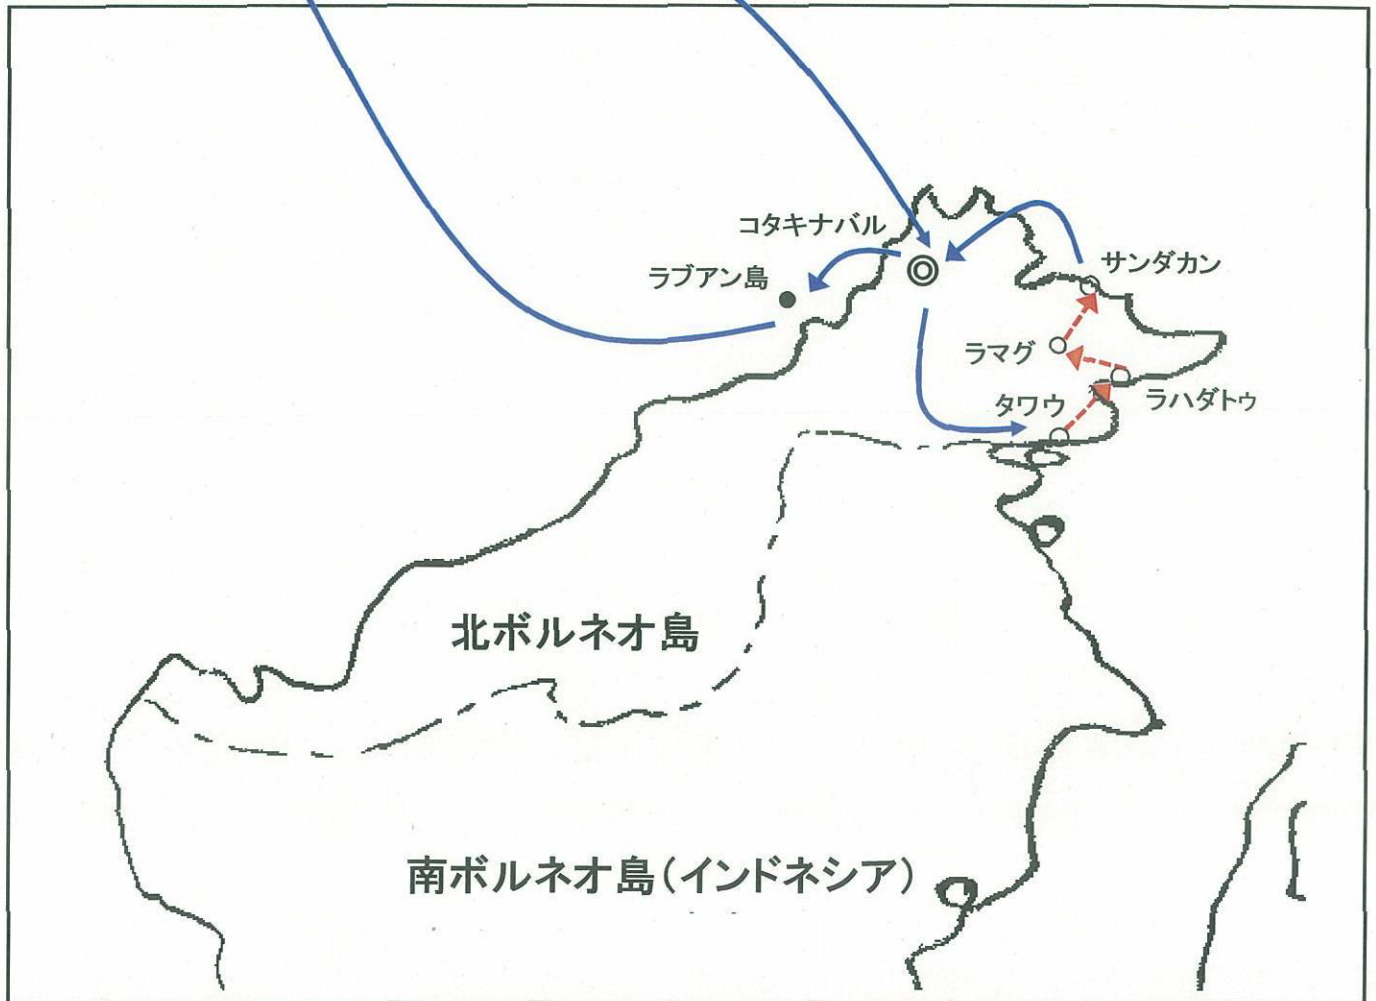 コタキナバル
サンダカン
ラブアン島
ラマグ
タワウ
ラハダトゥ
北ボルネオ島
南ボルネオ島(インドネシア)